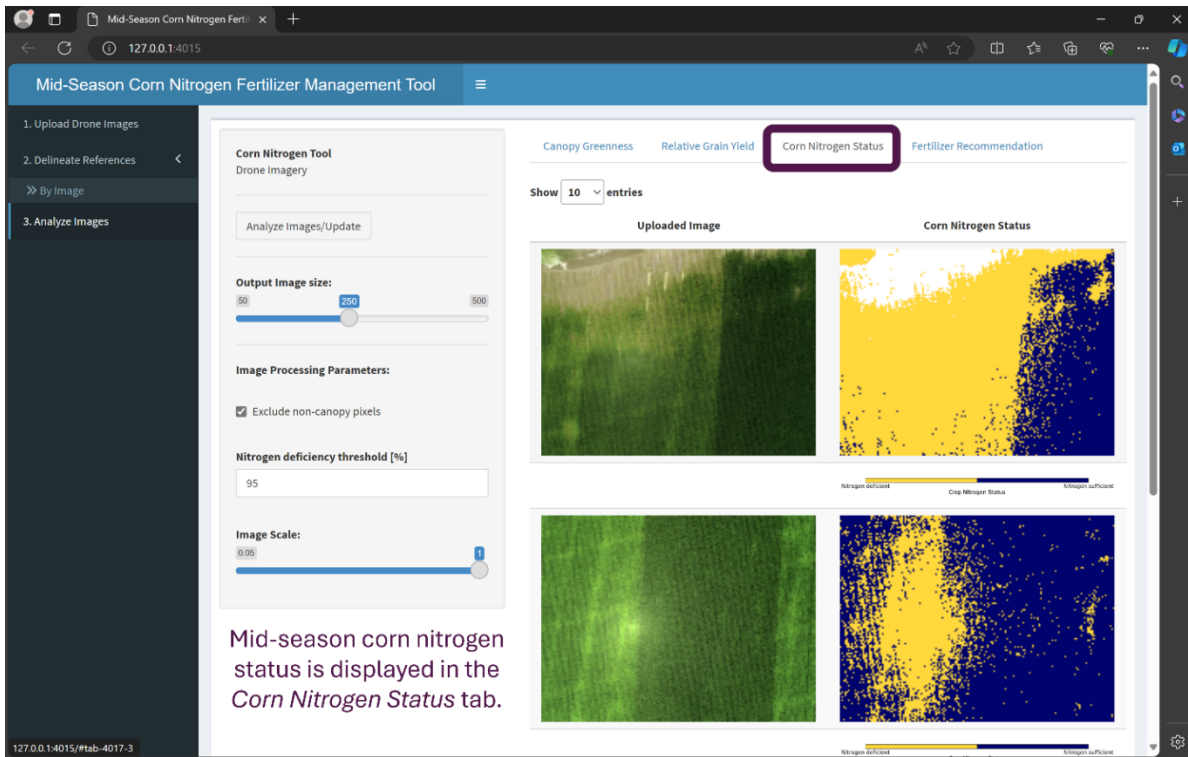 Mid-Season Corn Nitrogen Ferti
127.0.0.1:4015
Mid-Season Corn Nitrogen Fertilizer Management Tool
1. Upload Drone Images
2. Delineate References
By Image
3. Analyze Images
Corn Nitrogen Tool
Drone Imagery
Analyze Images/Update
Output Image size:
50 250 500
Image Processing Parameters:
Exclude non-canopy pixels
Nitrogen deficiency threshold [%]
95
Image Scale:
0.05 1
Mid-season corn nitrogen
status is displayed in the
Corn Nitrogen Status tab.
Canopy Greenness Relative Grain Yield Corn Nitrogen Status Fertilizer Recommendation
Show 10 entries
Uploaded Image Corn Nitrogen Status
Nitrogen deficient Nitrogen sufficient
Crop Nitrogen Status
Nitrogen deficient Nitrogen sufficient
127.0.0.1:4015/#tab-4017-3